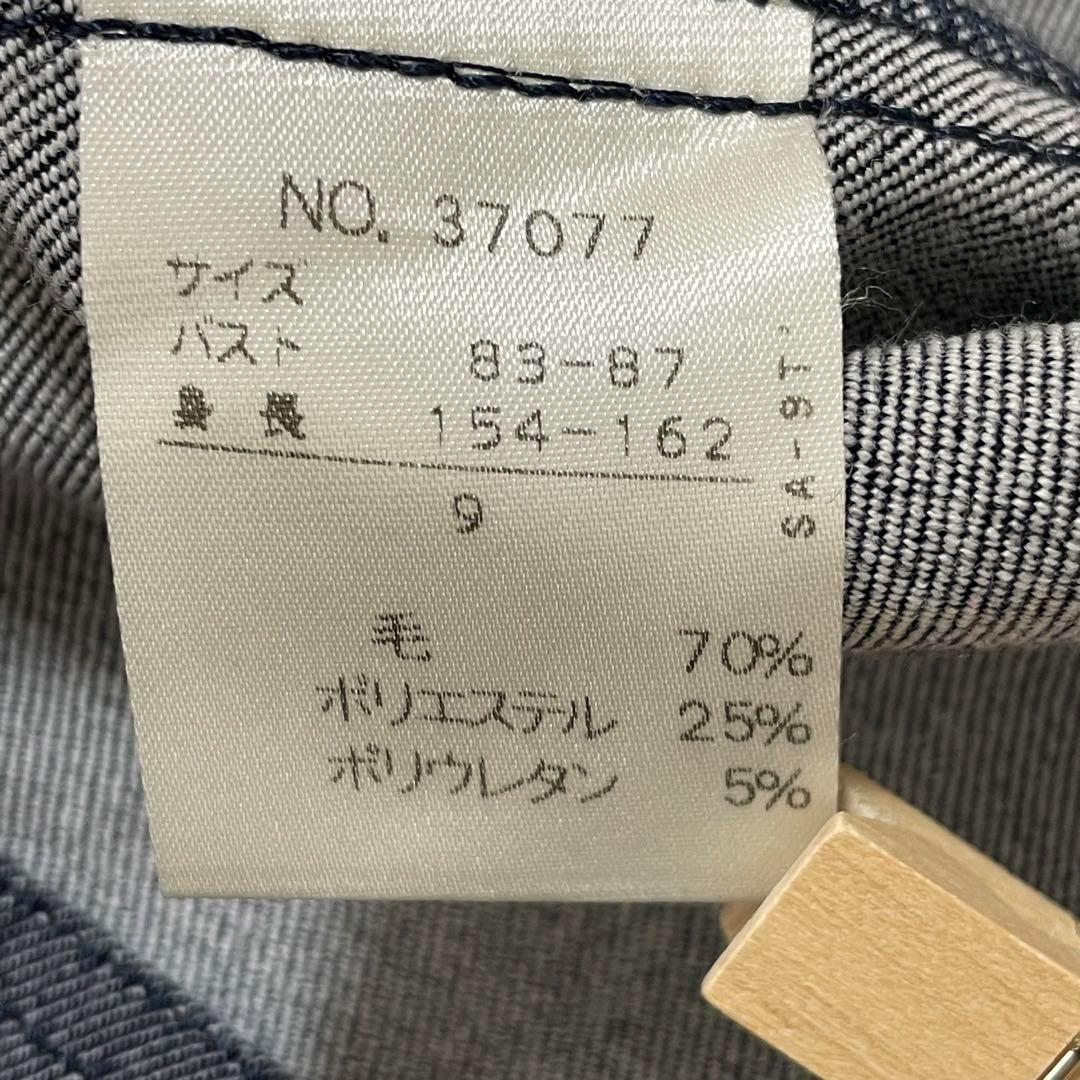 NO. 37077
サイズ
バスト 83-87
身長 154-162
9
SA-9T
毛 70%
ポリエステル 25%
ポリウレタン 5%